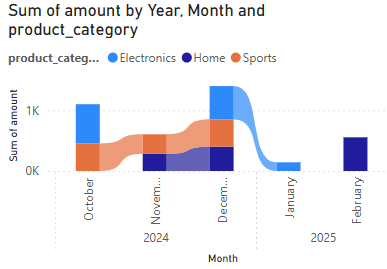 Sum of amount by Year, Month and
product_category
product_categ... Electronics Home Sports
Sum of amount
1K
0K
October
Novem...
Decem...
January
February
2024
2025
Month